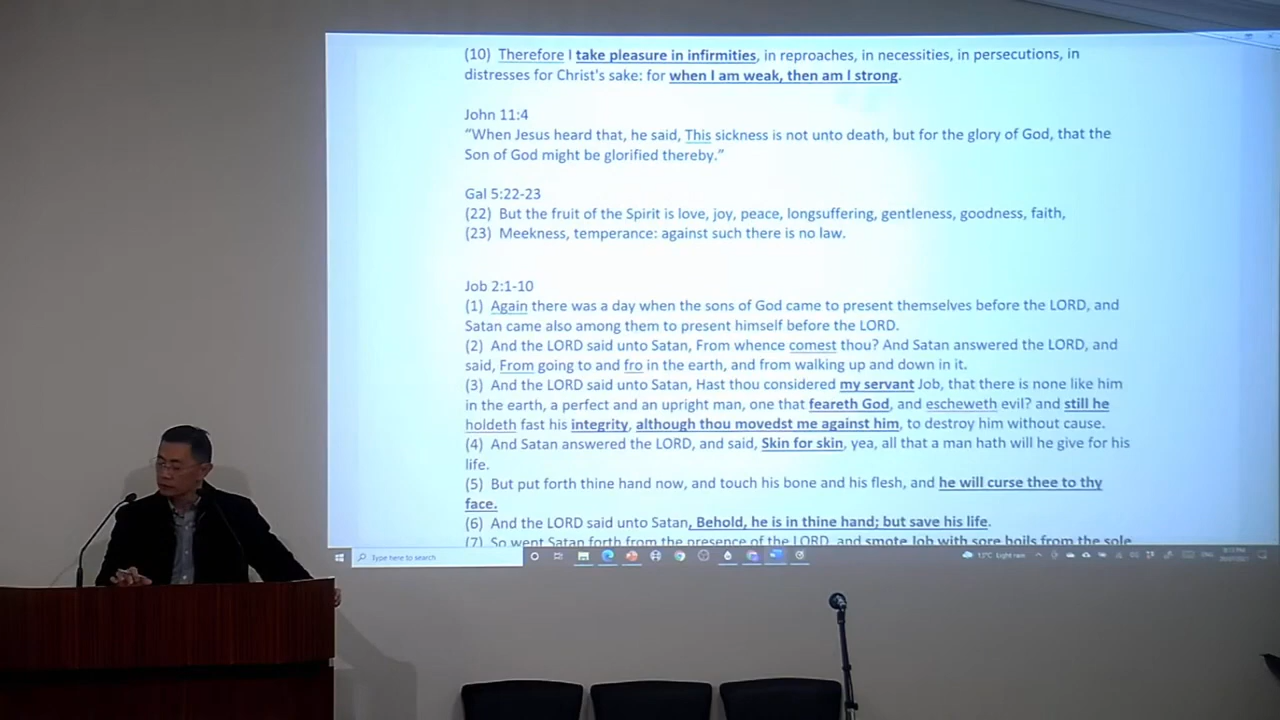 (10) Therefore I take pleasure in infirmities, in reproaches, in necessities, in persecutions, in
distresses for Christ's sake: for when I am weak, then am I strong.
John 11:4
“When Jesus heard that, he said, This sickness is not unto death, but for the glory of God, that the
Son of God might be glorified thereby.”
Gal 5:22-23
(22) But the fruit of the Spirit is love, joy, peace, longsuffering, gentleness, goodness, faith,
(23) Meekness, temperance: against such there is no law.
Job 2:1-10
(1) Again there was a day when the sons of God came to present themselves before the LORD, and
Satan came also among them to present himself before the LORD.
(2) And the LORD said unto Satan, From whence comest thou? And Satan answered the LORD, and
said, From going to and fro in the earth, and from walking up and down in it.
(3) And the LORD said unto Satan, Hast thou considered my servant Job, that there is none like him
in the earth, a perfect and an upright man, one that feareth God, and escheweth evil? and still he
holdeth fast his integrity, although thou movedst me against him, to destroy him without cause.
(4) And Satan answered the LORD, and said, Skin for skin, yea, all that a man hath will he give for his
life.
(5) But put forth thine hand now, and touch his bone and his flesh, and he will curse thee to thy
face.
(6) And the LORD said unto Satan, Behold, he is in thine hand; but save his life.
(7) So went Satan forth from the presence of the LORD, and smote Job with sore boils from the sole
Type here to search
13°C Light rain
ENG